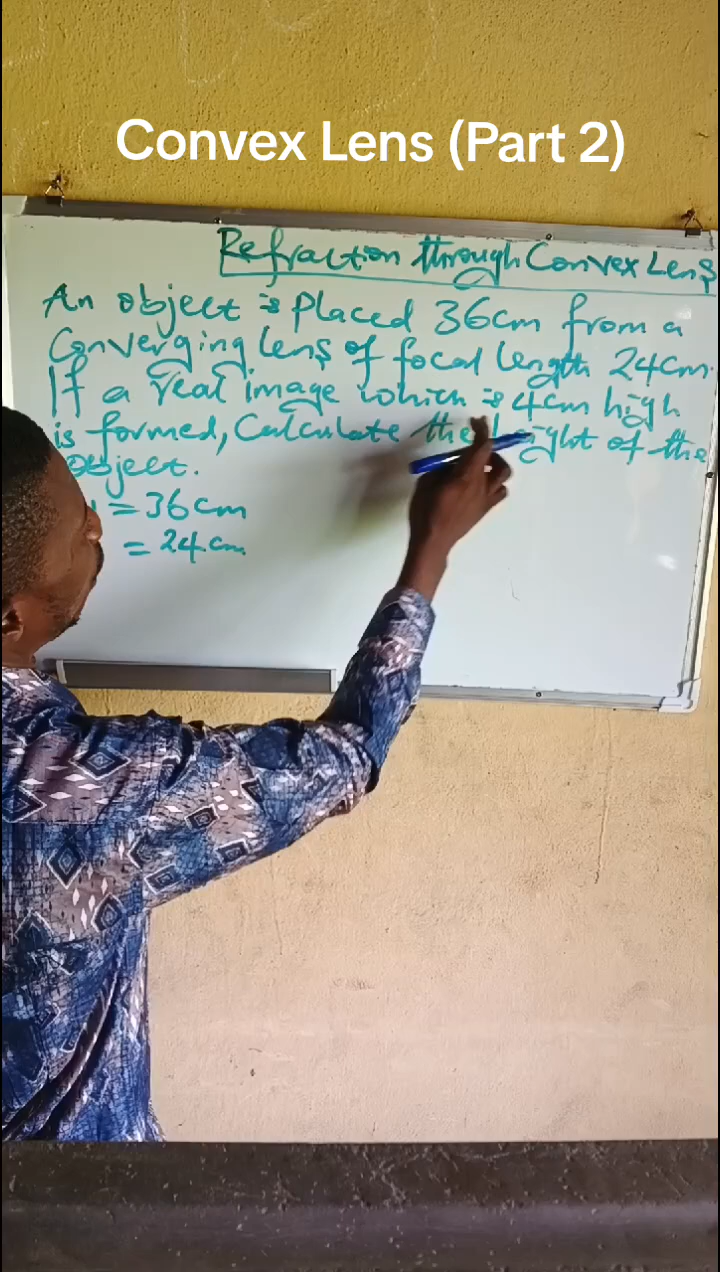 Convex Lens (Part 2)
Refraction through Convex Lens
An object is placed 36cm from a
Converging lens of focal length 24cm.
If a real image which is 4cm high
is formed, Calculate the height of the
object.
= 36cm
= 24cm